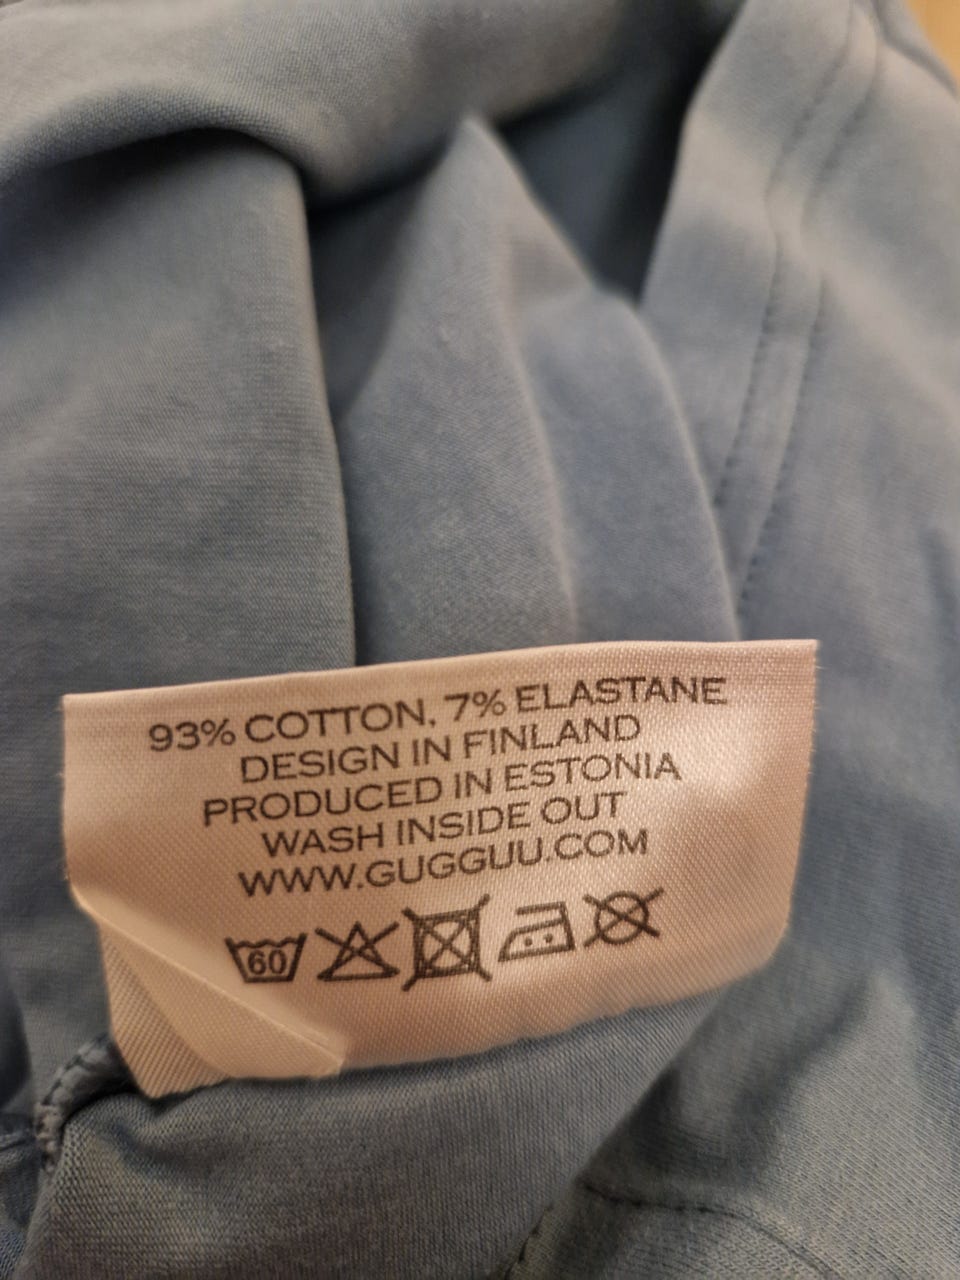 93% COTTON, 7% ELASTANE
DESIGN IN FINLAND
PRODUCED IN ESTONIA
WASH INSIDE OUT
WWW.GUGGUU.COM
60